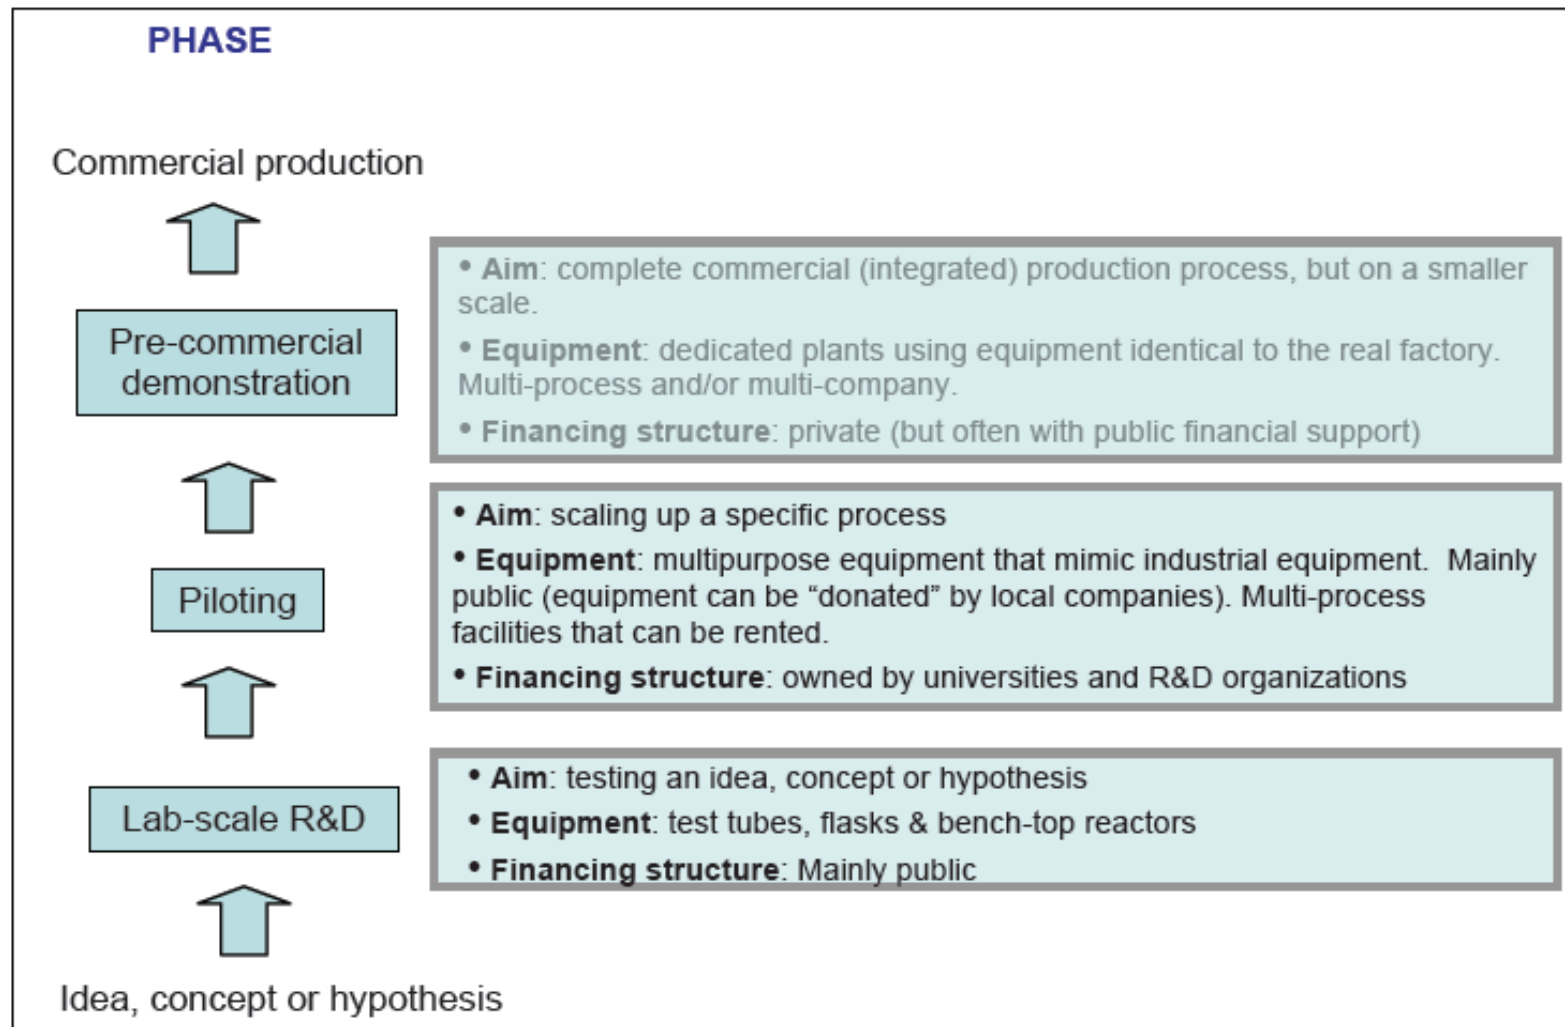 PHASE
Commercial production
Pre-commercial
demonstration
• Aim: complete commercial (integrated) production process, but on a smaller
scale.
• Equipment: dedicated plants using equipment identical to the real factory.
Multi-process and/or multi-company.
• Financing structure: private (but often with public financial support)
Piloting
• Aim: scaling up a specific process
• Equipment: multipurpose equipment that mimic industrial equipment. Mainly
public (equipment can be “donated” by local companies). Multi-process
facilities that can be rented.
• Financing structure: owned by universities and R&D organizations
Lab-scale R&D
• Aim: testing an idea, concept or hypothesis
• Equipment: test tubes, flasks & bench-top reactors
• Financing structure: Mainly public
Idea, concept or hypothesis